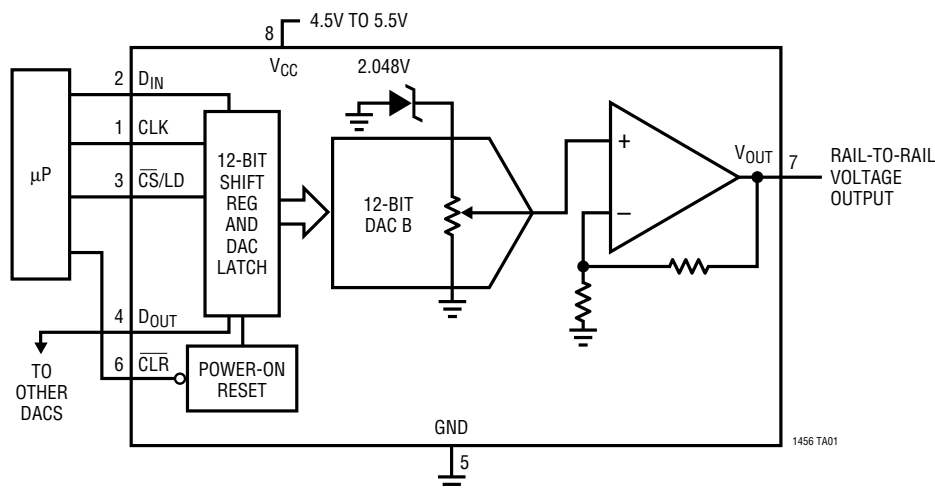 4.5V TO 5.5V
8
VCC
2.048V
2 DIN
1 CLK
3 CS/LD
µP
12-BIT
SHIFT
REG
AND
DAC
LATCH
12-BIT
DAC B
+
–
VOUT 7
RAIL-TO-RAIL
VOLTAGE
OUTPUT
4 DOUT
6 CLR
TO
OTHER
DACS
POWER-ON
RESET
GND
5
1456 TA01